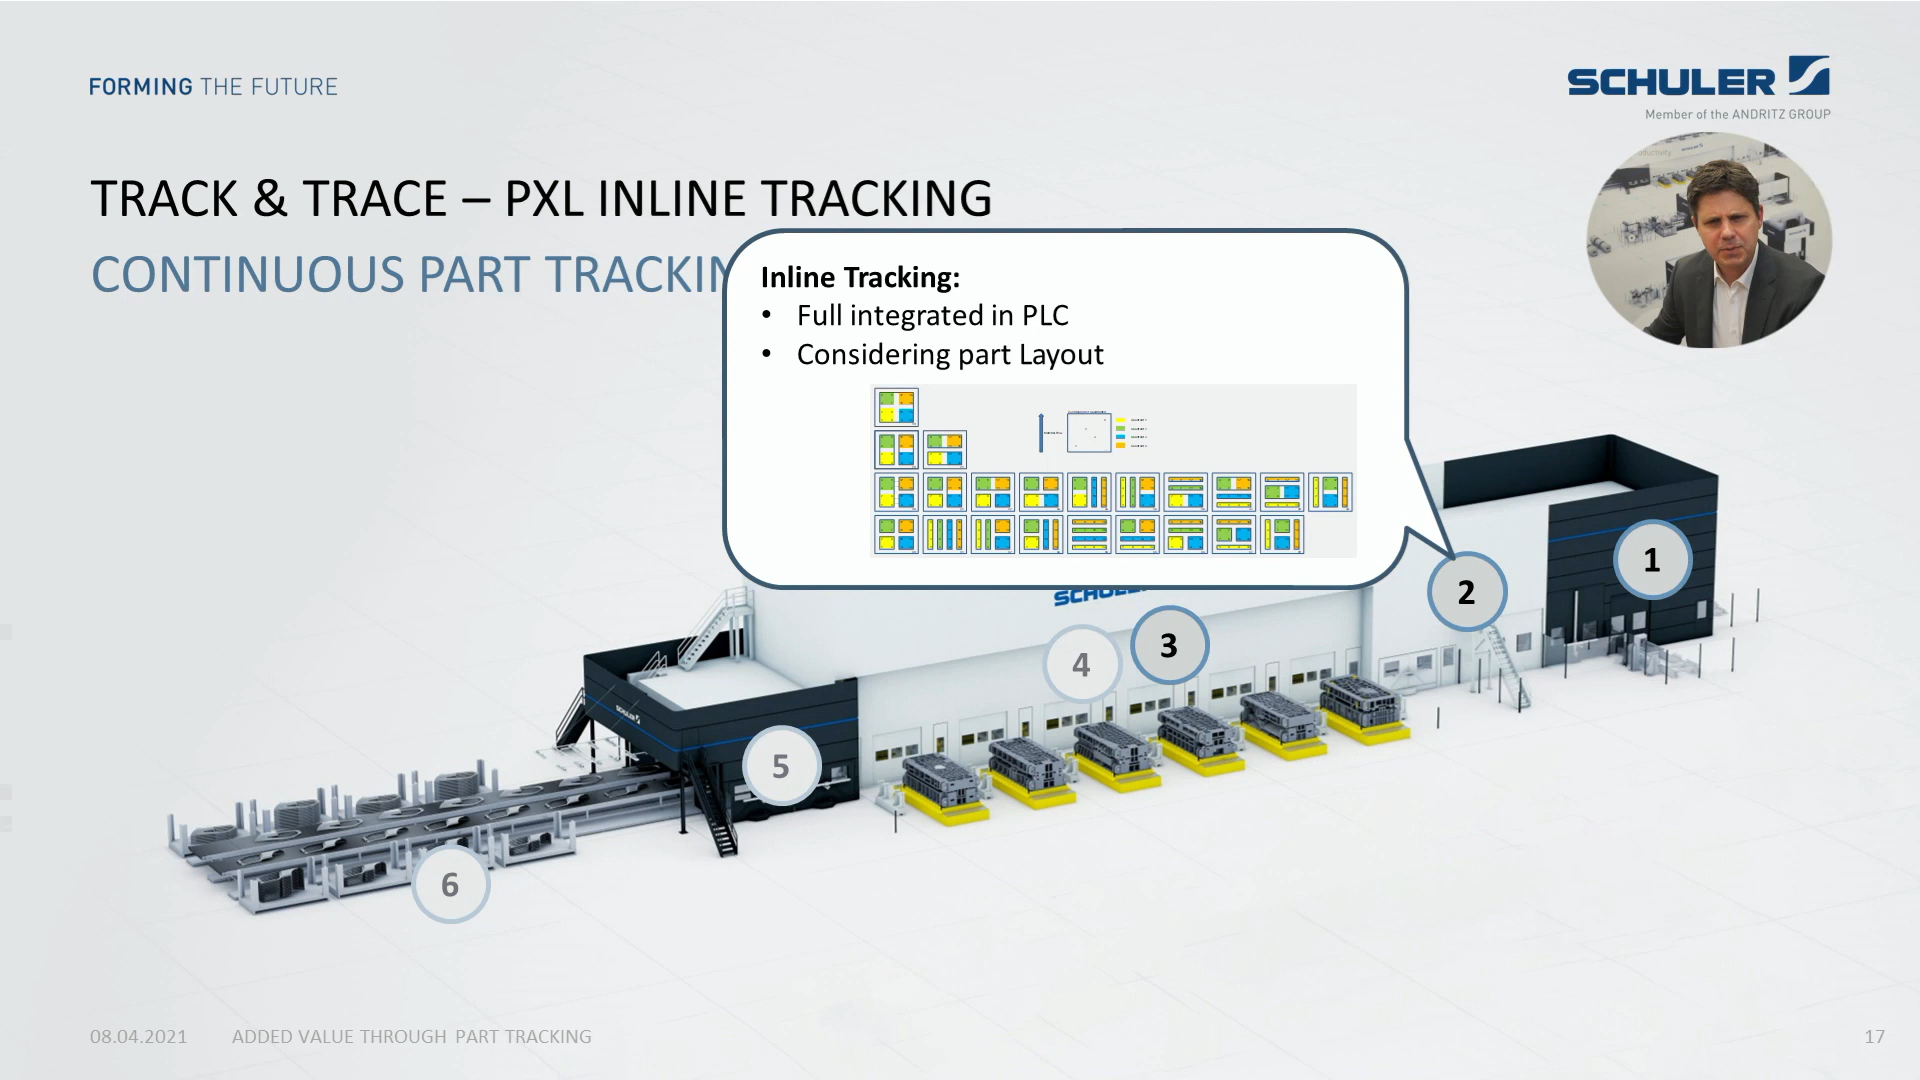 FORMING THE FUTURE
SCHULER
Member of the ANDRITZ GROUP
TRACK & TRACE – PXL INLINE TRACKING
CONTINUOUS PART TRACKIN
Inline Tracking:
• Full integrated in PLC
• Considering part Layout
1
2
3
4
5
6
SCHULER
08.04.2021 ADDED VALUE THROUGH PART TRACKING 17